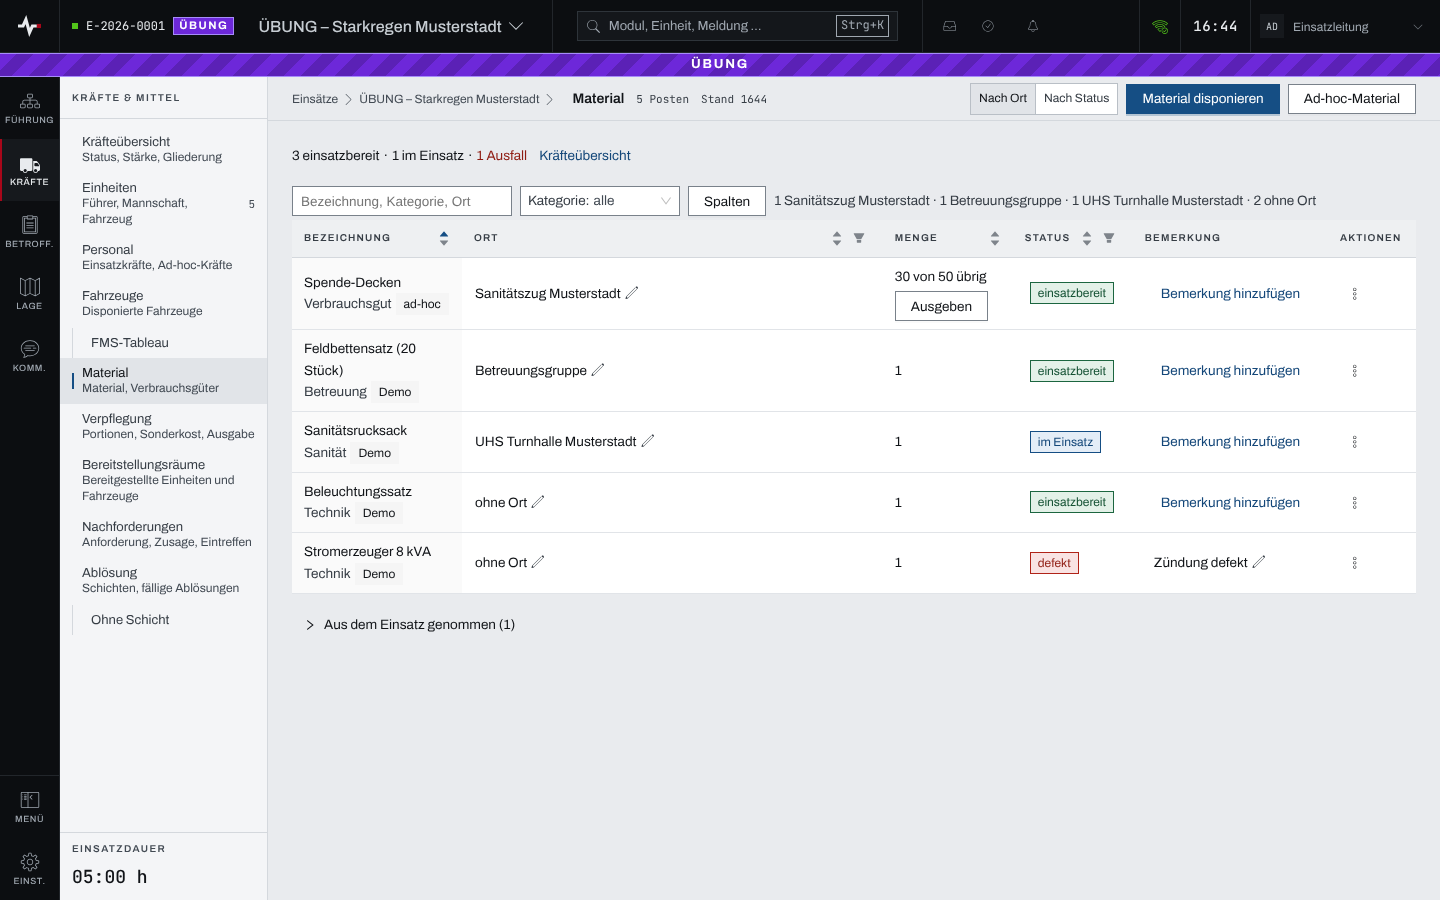 E-2026-0001 ÜBUNG ÜBUNG – Starkregen Musterstadt Modul, Einheit, Meldung ... Strg+K 16:44 AD Einsatzleitung
ÜBUNG
FÜHRUNG
KRÄFTE
BETROFF.
LAGE
KOMM.
MENÜ
EINST.
KRÄFTE & MITTEL
Kräfteübersicht
Status, Stärke, Gliederung
Einheiten
Führer, Mannschaft,
Fahrzeug
5
Personal
Einsatzkräfte, Ad-hoc-Kräfte
Fahrzeuge
Disponierte Fahrzeuge
FMS-Tableau
Material
Material, Verbrauchsgüter
Verpflegung
Portionen, Sonderkost, Ausgabe
Bereitstellungsräume
Bereitgestellte Einheiten und
Fahrzeuge
Nachforderungen
Anforderung, Zusage, Eintreffen
Ablösung
Schichten, fällige Ablösungen
Ohne Schicht
EINSATZDAUER
05:00 h
Einsätze ÜBUNG – Starkregen Musterstadt Material 5 Posten Stand 1644 Nach Ort Nach Status Material disponieren Ad-hoc-Material
3 einsatzbereit · 1 im Einsatz · 1 Ausfall Kräfteübersicht
Bezeichnung, Kategorie, Ort Kategorie: alle Spalten 1 Sanitätszug Musterstadt · 1 Betreuungsgruppe · 1 UHS Turnhalle Musterstadt · 2 ohne Ort
BEZEICHNUNG ORT MENGE STATUS BEMERKUNG AKTIONEN
Spende-Decken
Verbrauchsgut ad-hoc
Sanitätszug Musterstadt
30 von 50 übrig
Ausgeben
einsatzbereit
Bemerkung hinzufügen
Feldbettensatz (20
Stück)
Betreuung Demo
Betreuungsgruppe
1
einsatzbereit
Bemerkung hinzufügen
Sanitätsrucksack
Sanität Demo
UHS Turnhalle Musterstadt
1
im Einsatz
Bemerkung hinzufügen
Beleuchtungssatz
Technik Demo
ohne Ort
1
einsatzbereit
Bemerkung hinzufügen
Stromerzeuger 8 kVA
Technik Demo
ohne Ort
1
defekt
Zündung defekt
Aus dem Einsatz genommen (1)